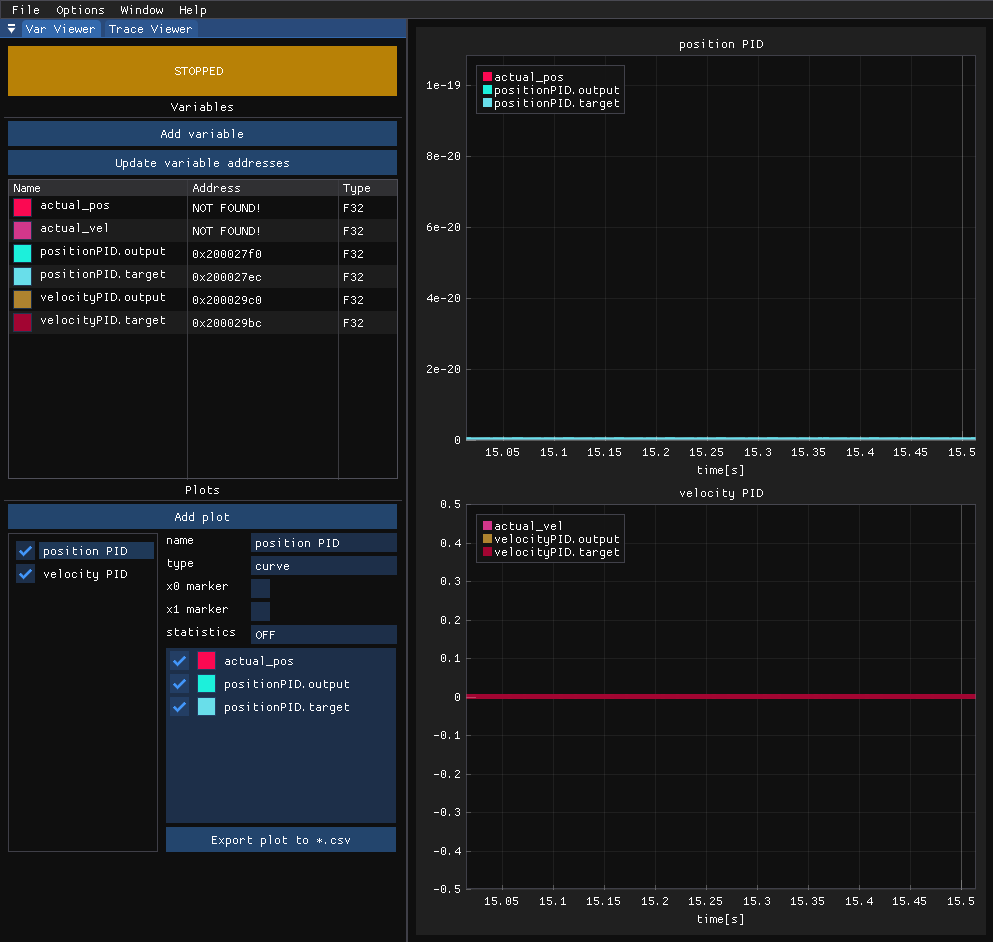 File Options Window Help
Var Viewer Trace Viewer
STOPPED
Variables
Add variable
Update variable addresses
Name Address Type
actual_pos NOT FOUND! F32
actual_vel NOT FOUND! F32
positionPID.output 0x200027f0 F32
positionPID.target 0x200027ec F32
velocityPID.output 0x200029c0 F32
velocityPID.target 0x200029bc F32
Plots
Add plot
position PID
velocity PID
name position PID
type curve
x0 marker
x1 marker
statistics OFF
actual_pos
positionPID.output
positionPID.target
Export plot to *.csv
position PID
actual_pos
positionPID.output
positionPID.target
1e-19
8e-20
6e-20
4e-20
2e-20
0
15.05 15.1 15.15 15.2 15.25 15.3 15.35 15.4 15.45 15.5
time[s]
velocity PID
actual_vel
velocityPID.output
velocityPID.target
0.5
0.4
0.3
0.2
0.1
0
-0.1
-0.2
-0.3
-0.4
-0.5
15.05 15.1 15.15 15.2 15.25 15.3 15.35 15.4 15.45 15.5
time[s]